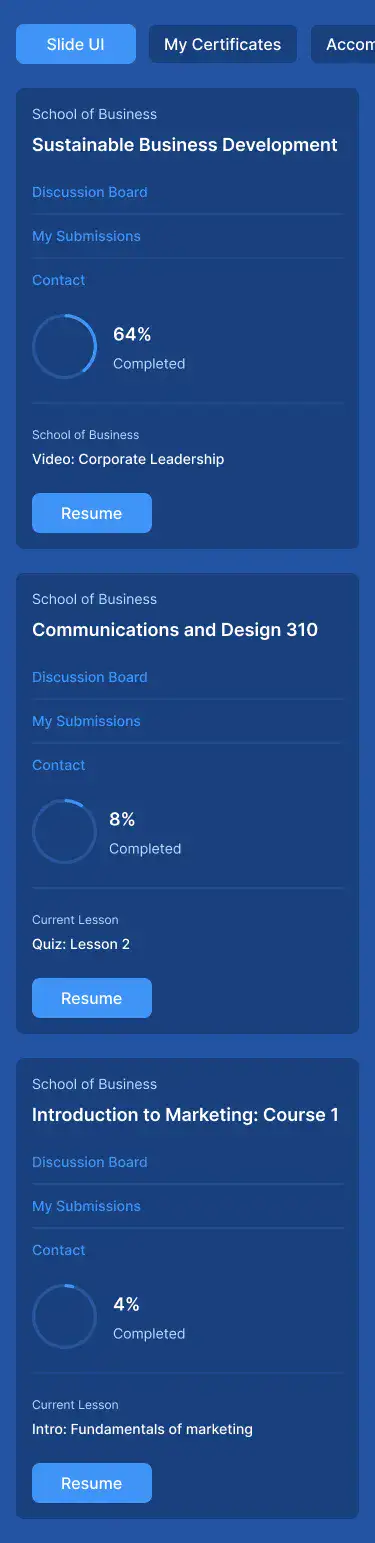 Slide UI
My Certificates
Accom
School of Business
Sustainable Business Development
Discussion Board
My Submissions
Contact
64%
Completed
School of Business
Video: Corporate Leadership
Resume
School of Business
Communications and Design 310
Discussion Board
My Submissions
Contact
8%
Completed
Current Lesson
Quiz: Lesson 2
Resume
School of Business
Introduction to Marketing: Course 1
Discussion Board
My Submissions
Contact
4%
Completed
Current Lesson
Intro: Fundamentals of marketing
Resume